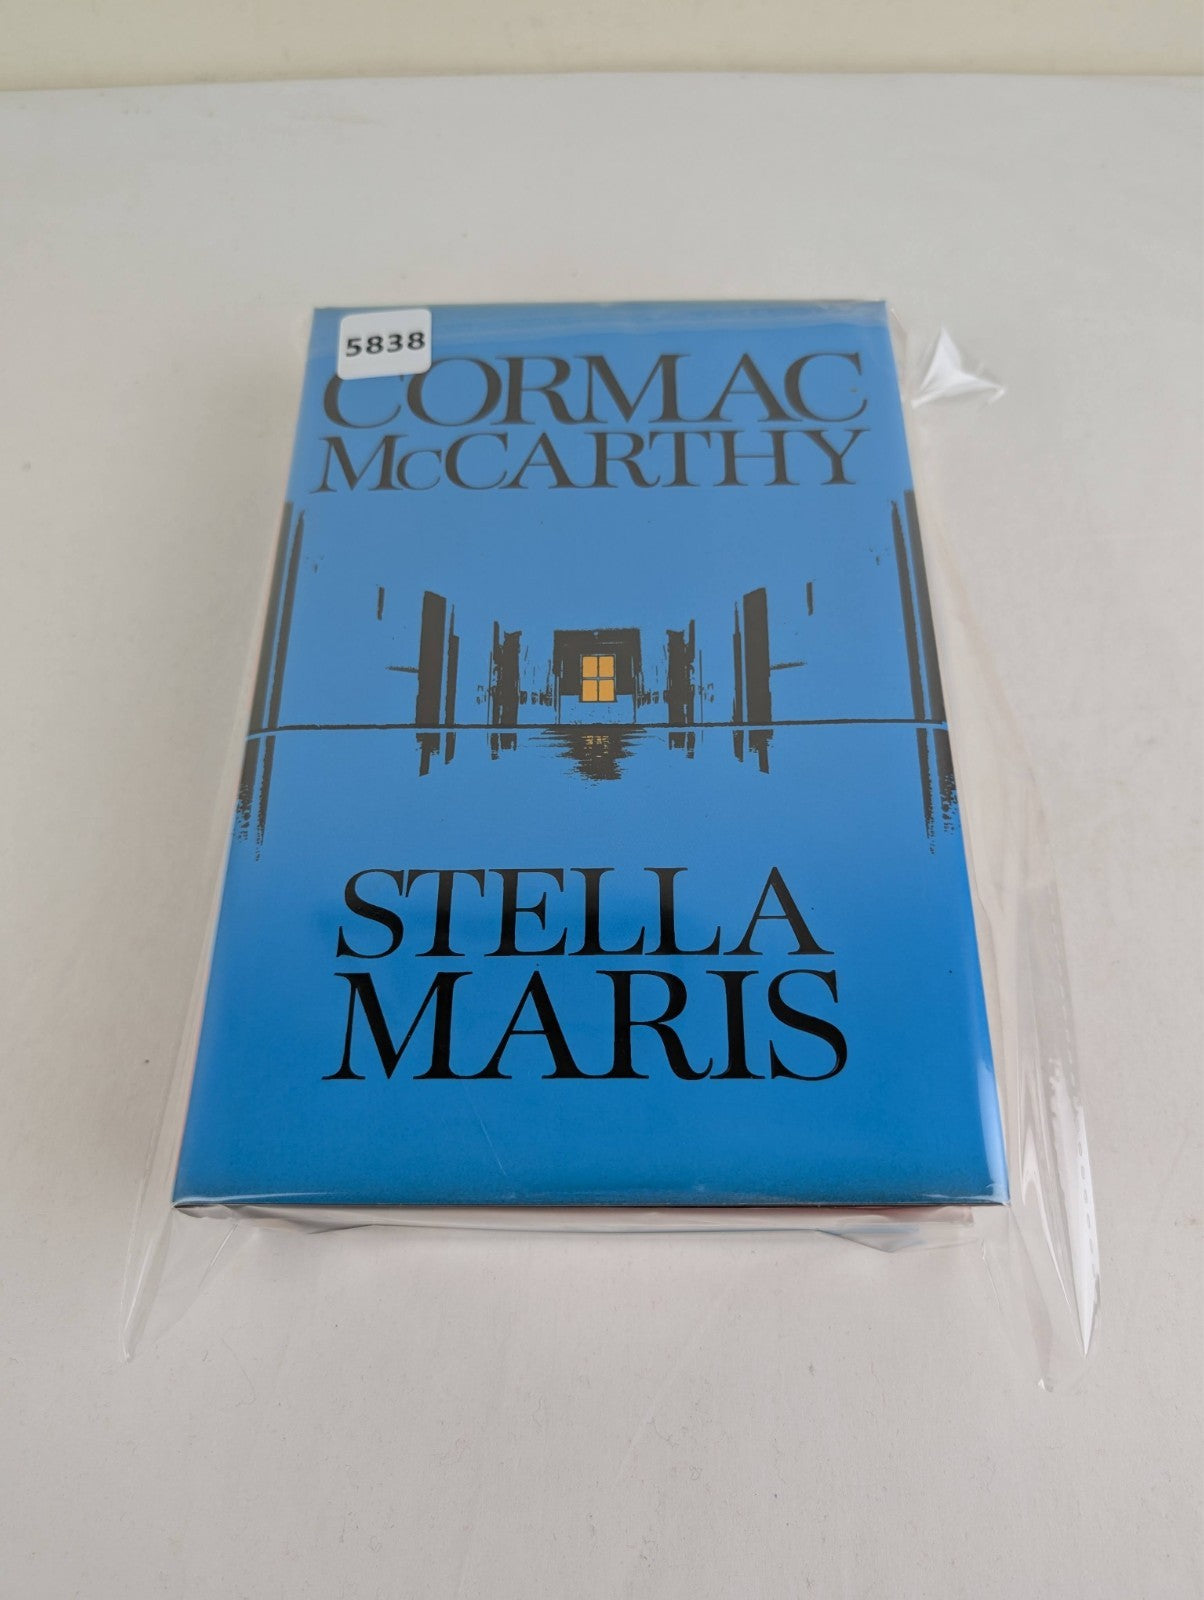 5838
CORMAC
McCARTHY
STELLA
MARIS